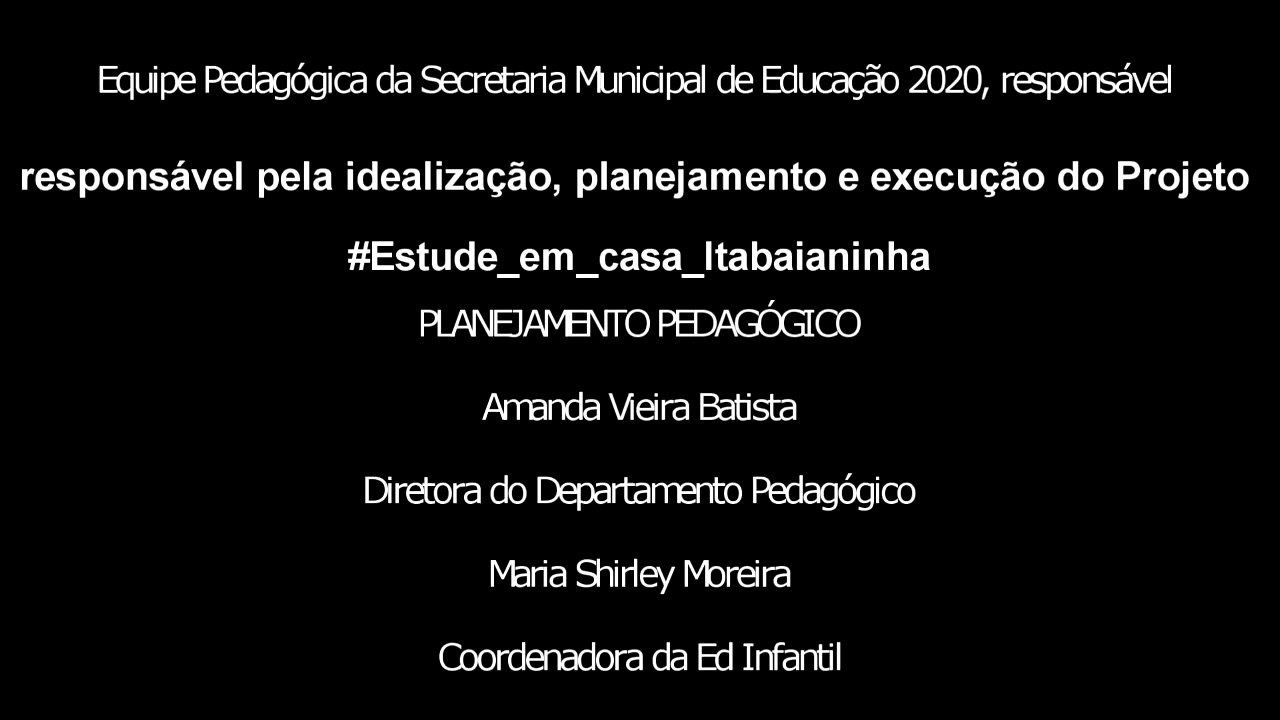 Equipe Pedagógica da Secretaria Municipal de Educação 2020, responsável
responsável pela idealização, planejamento e execução do Projeto
#Estude_em_casa_Itabaianinha
PLANEJAMENTO PEDAGÓGICO
Amanda Vieira Batista
Diretora do Departamento Pedagógico
Maria Shirley Moreira
Coordenadora da Ed Infantil